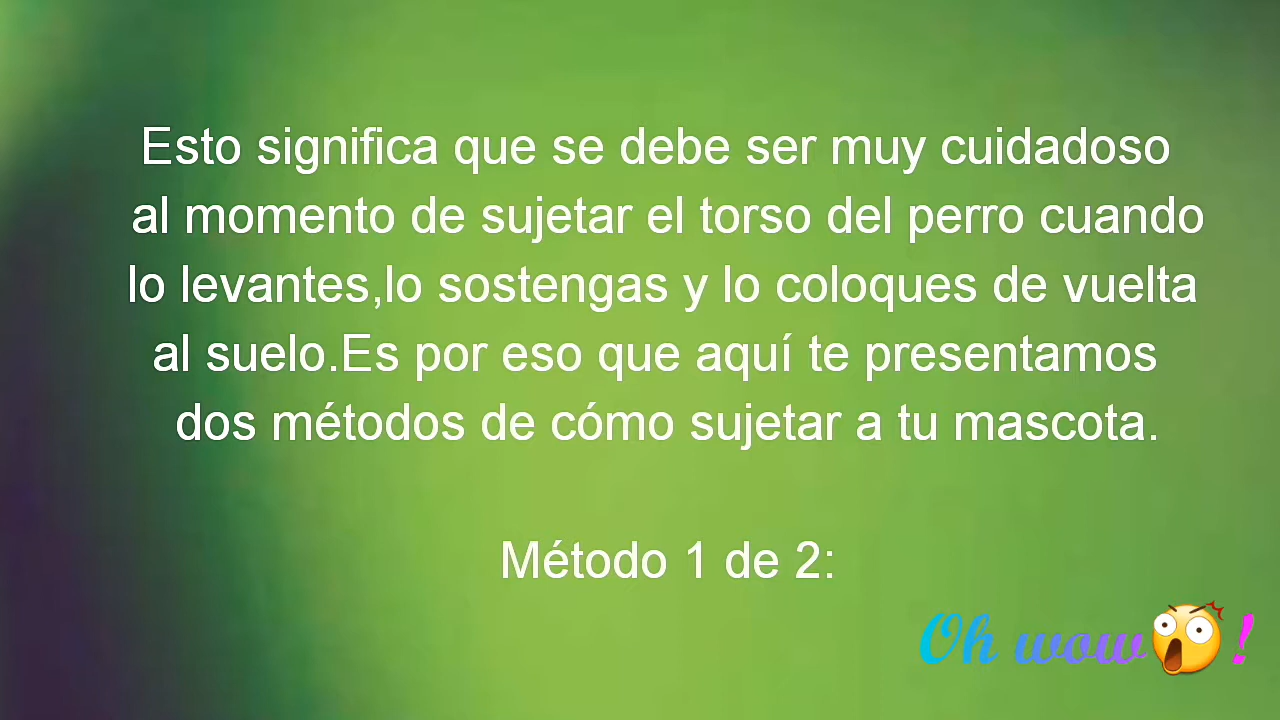 Esto significa que se debe ser muy cuidadoso
al momento de sujetar el torso del perro cuando
lo levantes,lo sostengas y lo coloques de vuelta
al suelo.Es por eso que aquí te presentamos
dos métodos de cómo sujetar a tu mascota.
Método 1 de 2:
Oh wow😲!